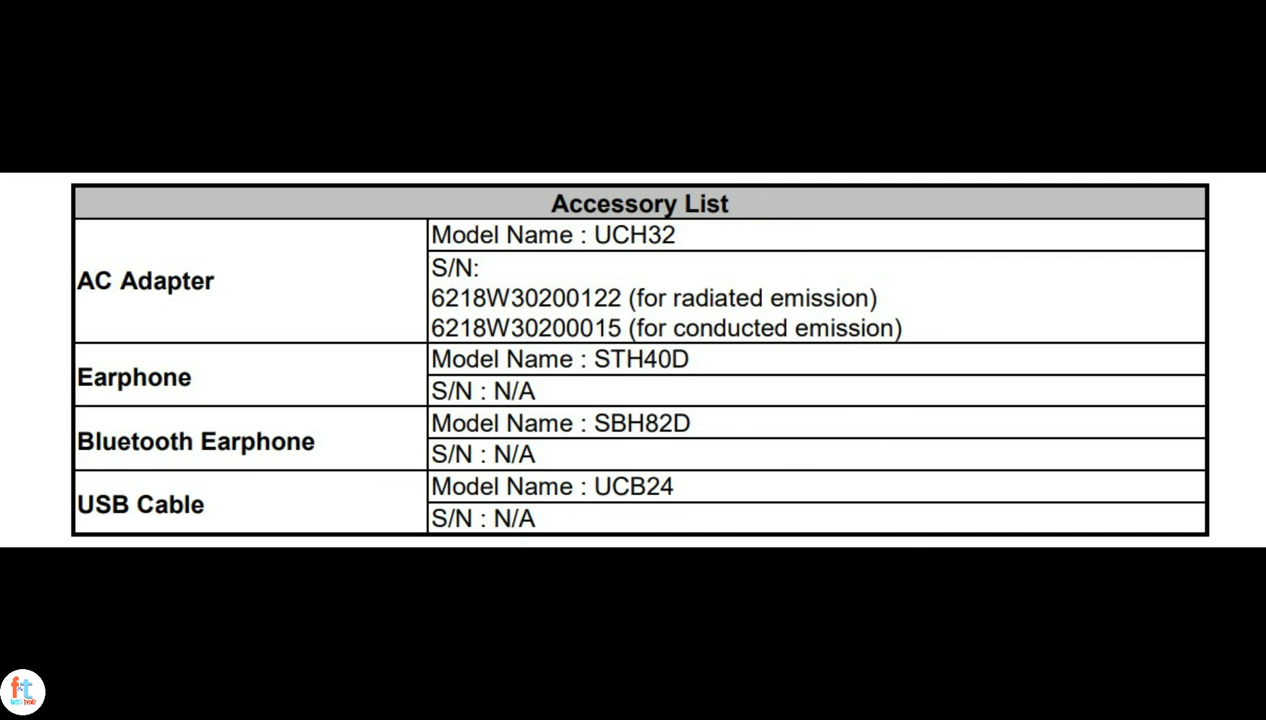 Accessory List
AC Adapter
Model Name : UCH32
S/N:
6218W30200122 (for radiated emission)
6218W30200015 (for conducted emission)
Earphone
Model Name : STH40D
S/N : N/A
Bluetooth Earphone
Model Name : SBH82D
S/N : N/A
USB Cable
Model Name : UCB24
S/N : N/A